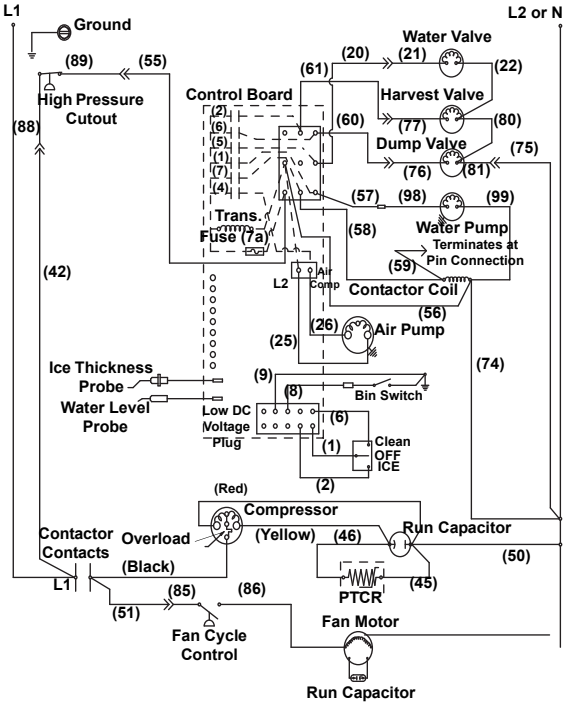 L1
L2 or N
Ground
Water Valve
(20)
(21)
(89)
(55)
(61)
(22)
Control Board
Harvest Valve
High Pressure
Cutout
(2)
(6)
(5)
(1)
(7)
(4)
(60)
(77)
(80)
(88)
Dump Valve
(75)
(76)
(81)
(57)
(98)
(99)
Trans.
Fuse (7a)
(58)
Water Pump
Terminates at
Pin Connection
(59)
(42)
L2
Air
Comp
Contactor Coil
(56)
(25)
(26)
Air Pump
(74)
Ice Thickness
Probe
(9)
(8)
Bin Switch
Water Level
Probe
Low DC
Voltage
Plug
(6)
(1)
(2)
Clean
OFF
ICE
(Red)
Compressor
Run Capacitor
Contactor
Contacts
Overload
(Yellow)
(46)
(50)
(Black)
L1
PTCR
(45)
(51)
(85)
(86)
Fan Cycle
Control
Fan Motor
Run Capacitor